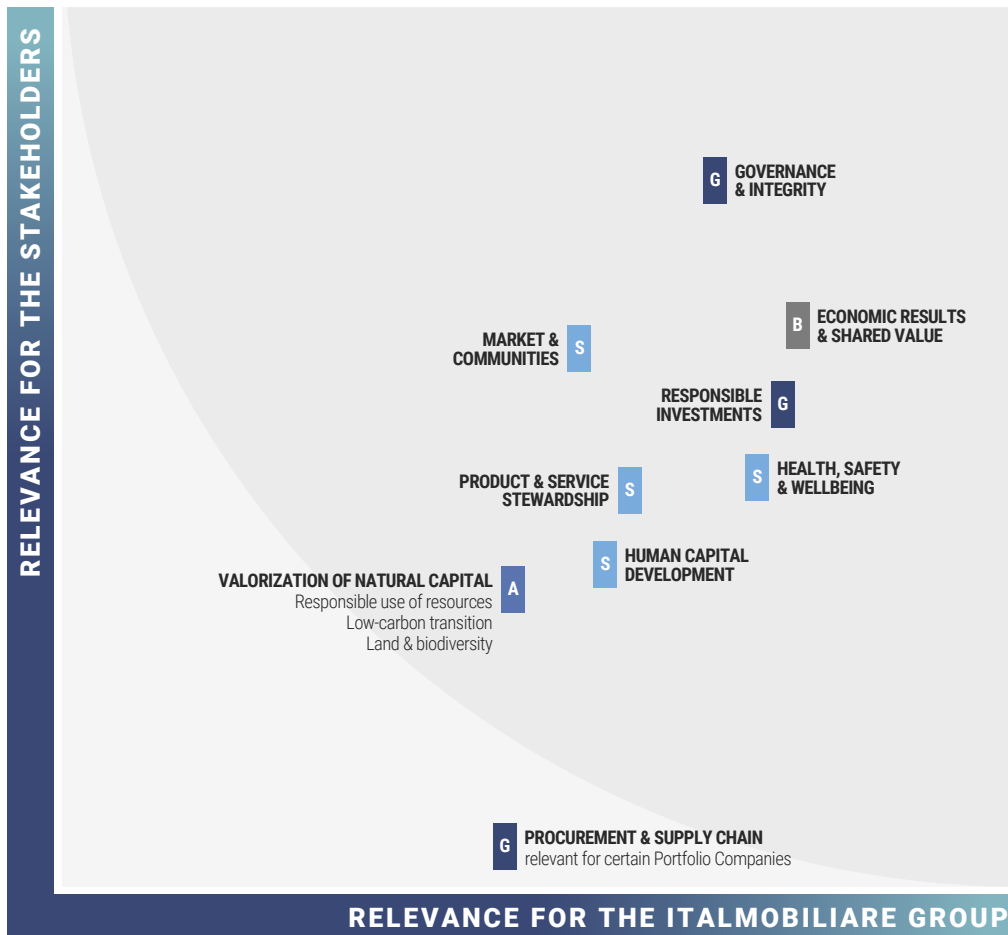 RELEVANCE FOR THE STAKEHOLDERS
G
GOVERNANCE
& INTEGRITY
B
ECONOMIC RESULTS
& SHARED VALUE
MARKET &
COMMUNITIES
S
RESPONSIBLE
INVESTMENTS
G
HEALTH, SAFETY
& WELLBEING
S
PRODUCT & SERVICE
STEWARDSHIP
S
HUMAN CAPITAL
DEVELOPMENT
S
VALORIZATION OF NATURAL CAPITAL
Responsible use of resources
Low-carbon transition
Land & biodiversity
A
G
PROCUREMENT & SUPPLY CHAIN
relevant for certain Portfolio Companies
RELEVANCE FOR THE ITALMOBILIARE GROUP